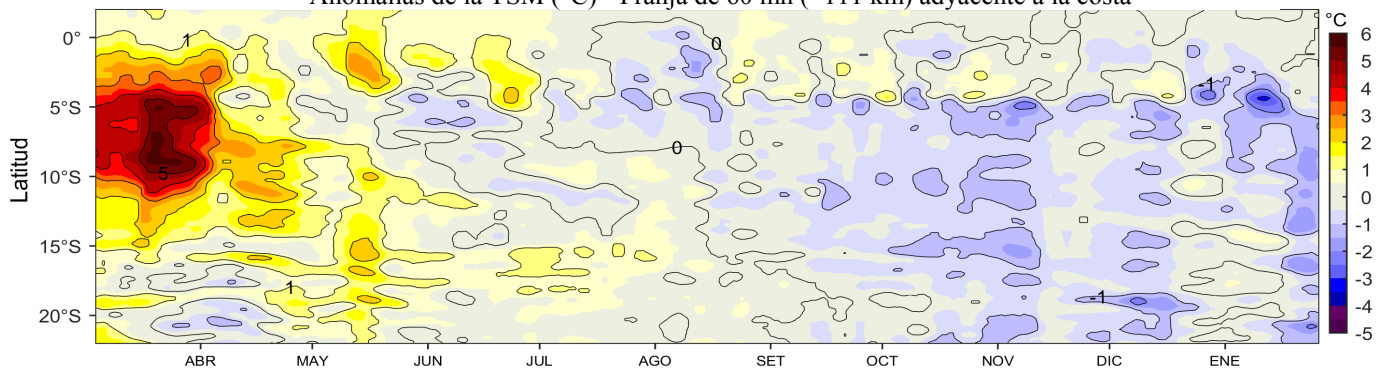 Anomalías de la TSM (°C) - Franja de 60 mn (~111 km) adyacente a la costa
°C
0°
5°S
10°S
15°S
20°S
Latitud
1
5
1
0
0
-1
-1
6
5
4
3
2
1
0
-1
-2
-3
-4
-5
ABR MAY JUN JUL AGO SET OCT NOV DIC ENE